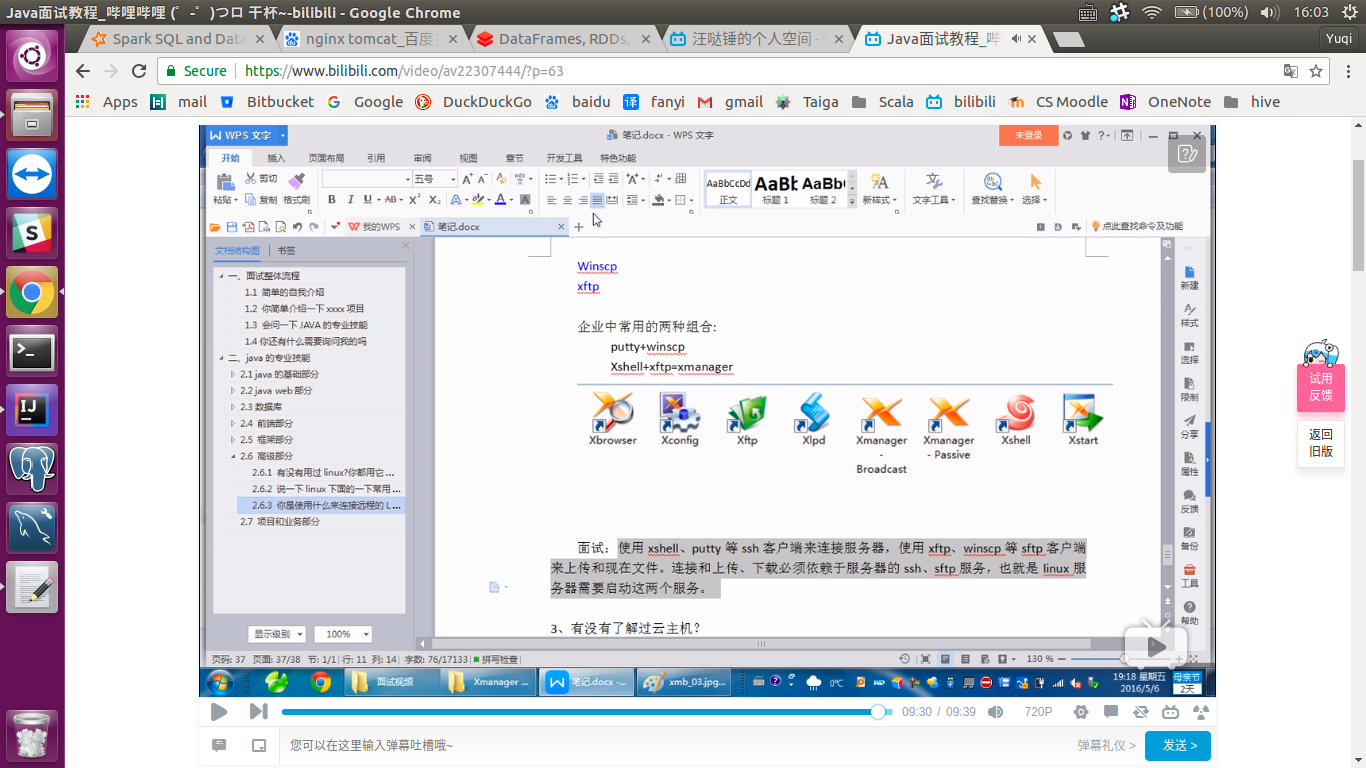 Java面试教程_哔哩哔哩 (゜-゜)つロ 干杯~-bilibili - Google Chrome
(100%)
16:03
Spark SQL and Data
nginx tomcat_百度
DataFrames, RDDs,
汪哒锤的个人空间 -
Java面试教程_哔
Yuqi
Secure
https://www.bilibili.com/video/av22307444/?p=63
Apps
mail
Bitbucket
Google
DuckDuckGo
baidu
fanyi
gmail
Taiga
Scala
bilibili
CS Moodle
OneNote
hive
WPS 文字
笔记.docx - WPS 文字
未登录
开始
插入
页面布局
引用
审阅
视图
章节
开发工具
特色功能
粘贴
剪切
复制
格式刷
五号
AaBbCcDd
正文
AaBb
标题 1
AaBb(
标题 2
新样式
文字工具
查找替换
选择
我的WPS
笔记.docx
点此查找命令及功能
文档结构图
书签
一、面试整体流程
1.1 简单的自我介绍
1.2 你简单介绍一下 xxxx 项目
1.3 会问一下 JAVA 的专业技能
1.4 你还有什么需要询问我的吗
二、java 的专业技能
2.1 java 的基础部分
2.2 java web 部分
2.3 数据库
2.4 前端部分
2.5 框架部分
2.6 高级部分
2.6.1 有没有用过 linux?你都用它 ...
2.6.2 说一下 linux 下面的一下常用 ...
2.6.3 你是使用什么来连接远程的 L...
2.7 项目和业务部分
显示级别
100%
Winscp
xftp
企业中常用的两种组合:
putty+winscp
Xshell+xftp=xmanager
Xbrowser
Xconfig
Xftp
Xlpd
Xmanager - Broadcast
Xmanager - Passive
Xshell
Xstart
面试：使用 xshell、putty 等 ssh 客户端来连接服务器，使用 xftp、winscp 等 sftp 客户端
来上传和现在文件。连接和上传、下载必须依赖于服务器的 ssh、sftp 服务，也就是 linux 服
务器需要启动这两个服务。
3、有没有了解过云主机？
新建
样式
选择
限制
分享
属性
反馈
备份
工具
帮助
试用
反馈
返回
旧版
页码: 37 页面: 37/38 节: 1/1 行: 11 列: 14 字数: 76/17133 拼写检查
130 %
面试视频
Xmanager ...
笔记.docx -...
xmb_03.jpg...
0℃
19:18 星期五
2016/5/6
母亲节
2天
09:30 / 09:39
720P
您可以在这里输入弹幕吐槽哦~
弹幕礼仪 >
发送 >